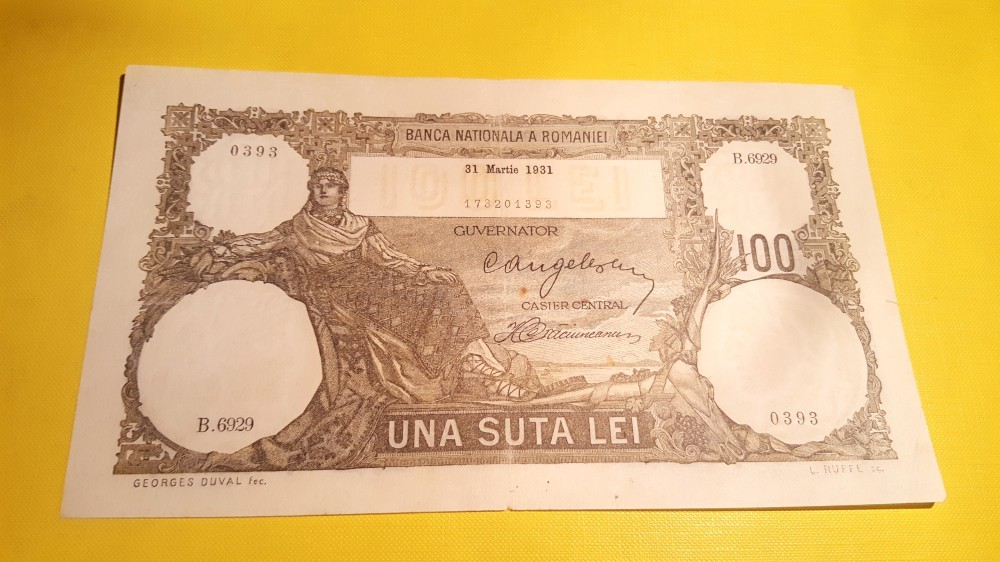 BANCA NATIONALA A ROMANIEI
0393
B.6929
31 Martie 1931
173201393
GUVERNATOR
100
CASIER CENTRAL
B.6929
0393
UNA SUTA LEI
GEORGES DUVAL fec.
L. RUFFE sc.